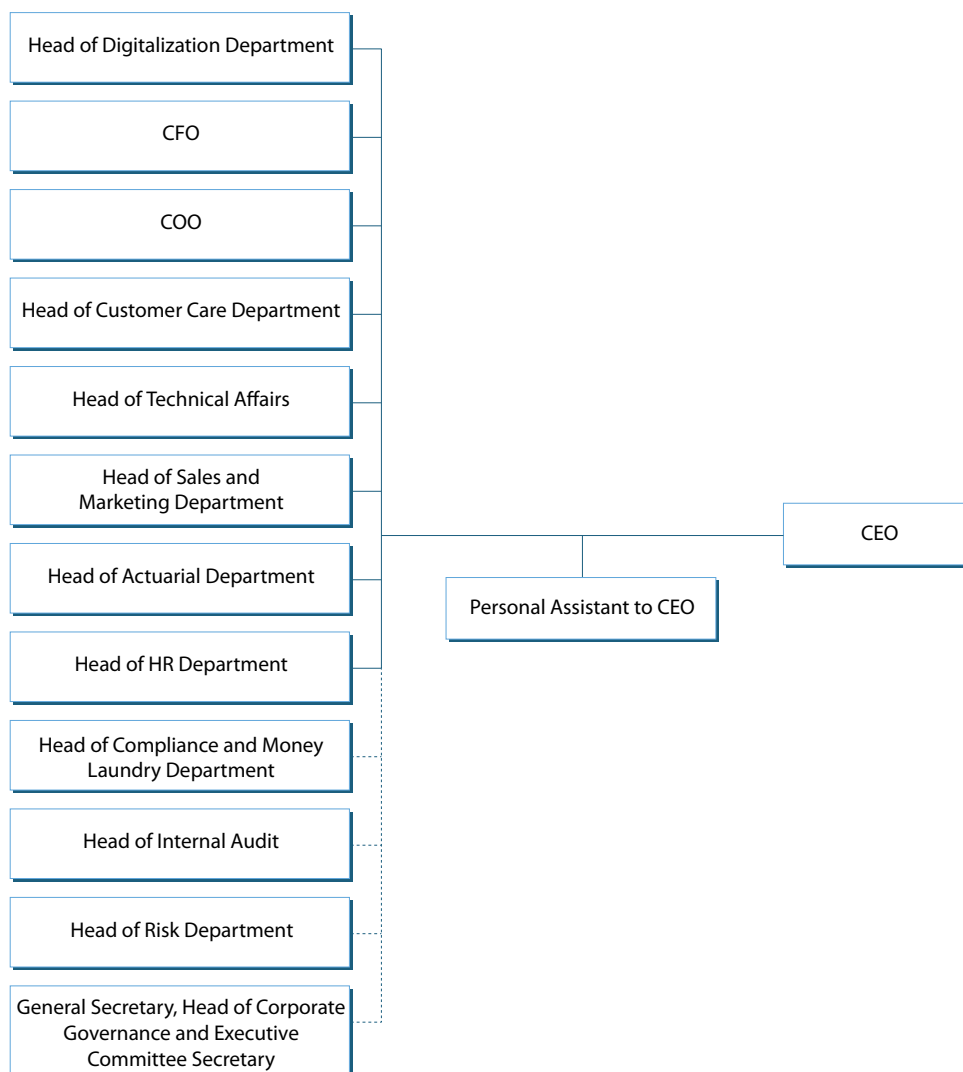 Head of Digitalization Department
CFO
COO
Head of Customer Care Department
Head of Technical Affairs
Head of Sales and
Marketing Department
Head of Actuarial Department
Head of HR Department
Head of Compliance and Money
Laundry Department
Head of Internal Audit
Head of Risk Department
General Secretary, Head of Corporate
Governance and Executive
Committee Secretary
Personal Assistant to CEO
CEO